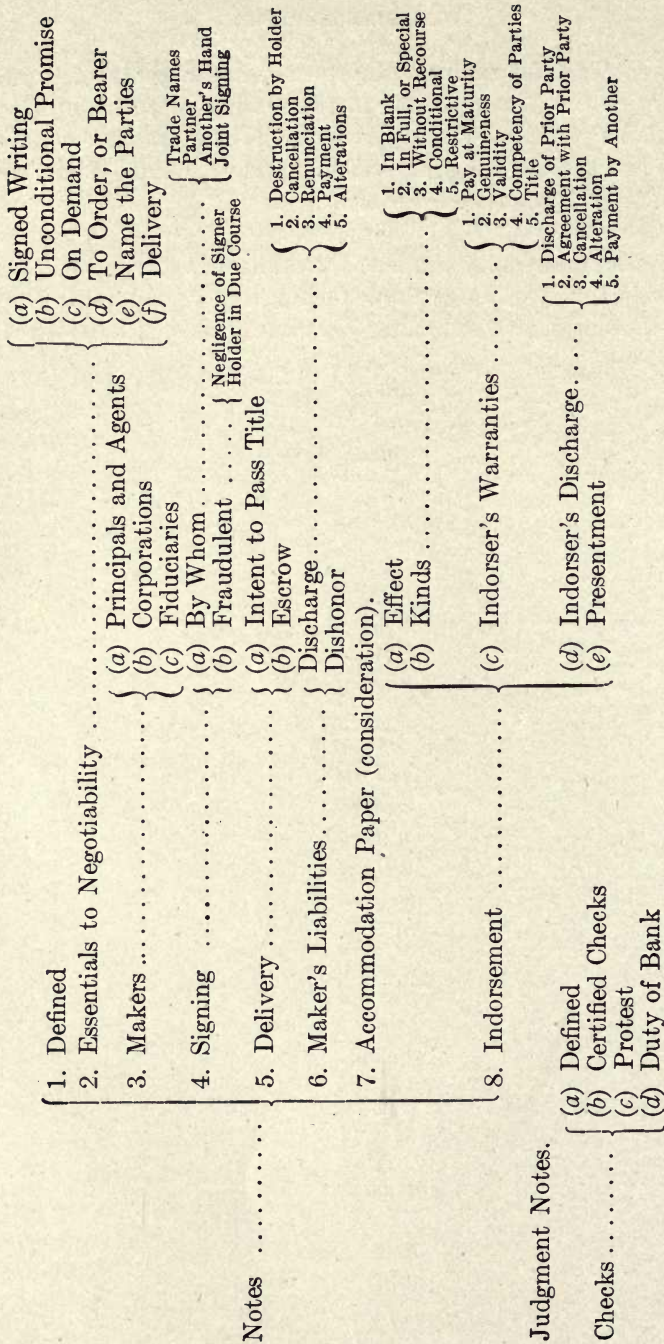 Notes ..........
1. Defined
2. Essentials to Negotiability ..............................
(a) Signed Writing
(b) Unconditional Promise
(c) On Demand
(d) To Order, or Bearer
(e) Name the Parties
(f) Delivery
3. Makers ......................
(a) Principals and Agents
(b) Corporations
(c) Fiduciaries
4. Signing ....................
(a) By Whom ....................
Trade Names
Partner
Another's Hand
Joint Signing
(b) Fraudulent .....
Negligence of Signer
Holder in Due Course
5. Delivery ....................
(a) Intent to Pass Title
(b) Escrow
6. Maker's Liabilities ..........
Discharge ....................
1. Destruction by Holder
2. Cancellation
3. Renunciation
4. Payment
5. Alterations
Dishonor
7. Accommodation Paper (consideration).
8. Indorsement ..............
(a) Effect
(b) Kinds ....................
1. In Blank
2. In Full, or Special
3. Without Recourse
4. Conditional
5. Restrictive
(c) Indorser's Warranties ..........
1. Pay at Maturity
2. Genuineness
3. Validity
4. Competency of Parties
5. Title
(d) Indorser's Discharge .....
1. Discharge of Prior Party
2. Agreement with Prior Party
3. Cancellation
4. Alteration
5. Payment by Another
(e) Presentment
Judgment Notes.
Checks .........
(a) Defined
(b) Certified Checks
(c) Protest
(d) Duty of Bank